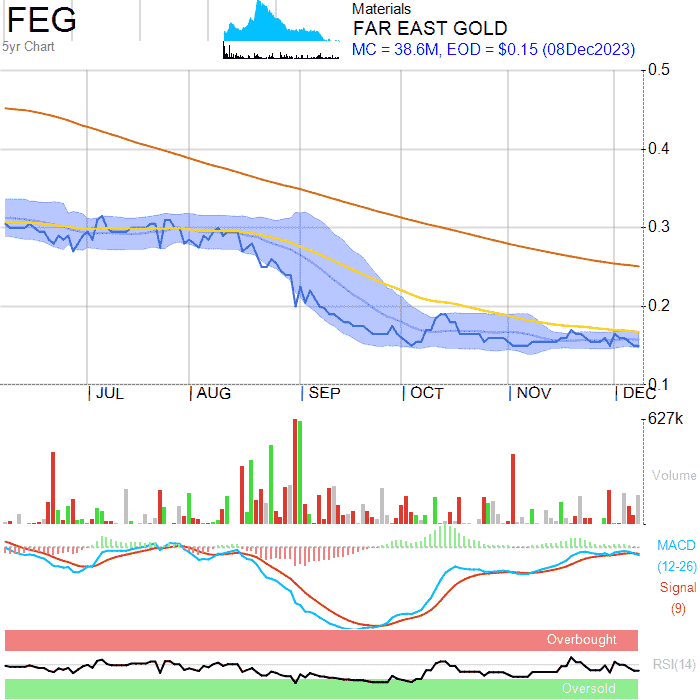 FEG
5yr Chart
Materials
FAR EAST GOLD
MC = 38.6M, EOD = $0.15 (08Dec2023)
0.5
0.4
0.3
0.2
0.1
JUL AUG SEP OCT NOV DEC
627k
Volume
MACD
(12-26)
Signal
(9)
Overbought
RSI(14)
Oversold